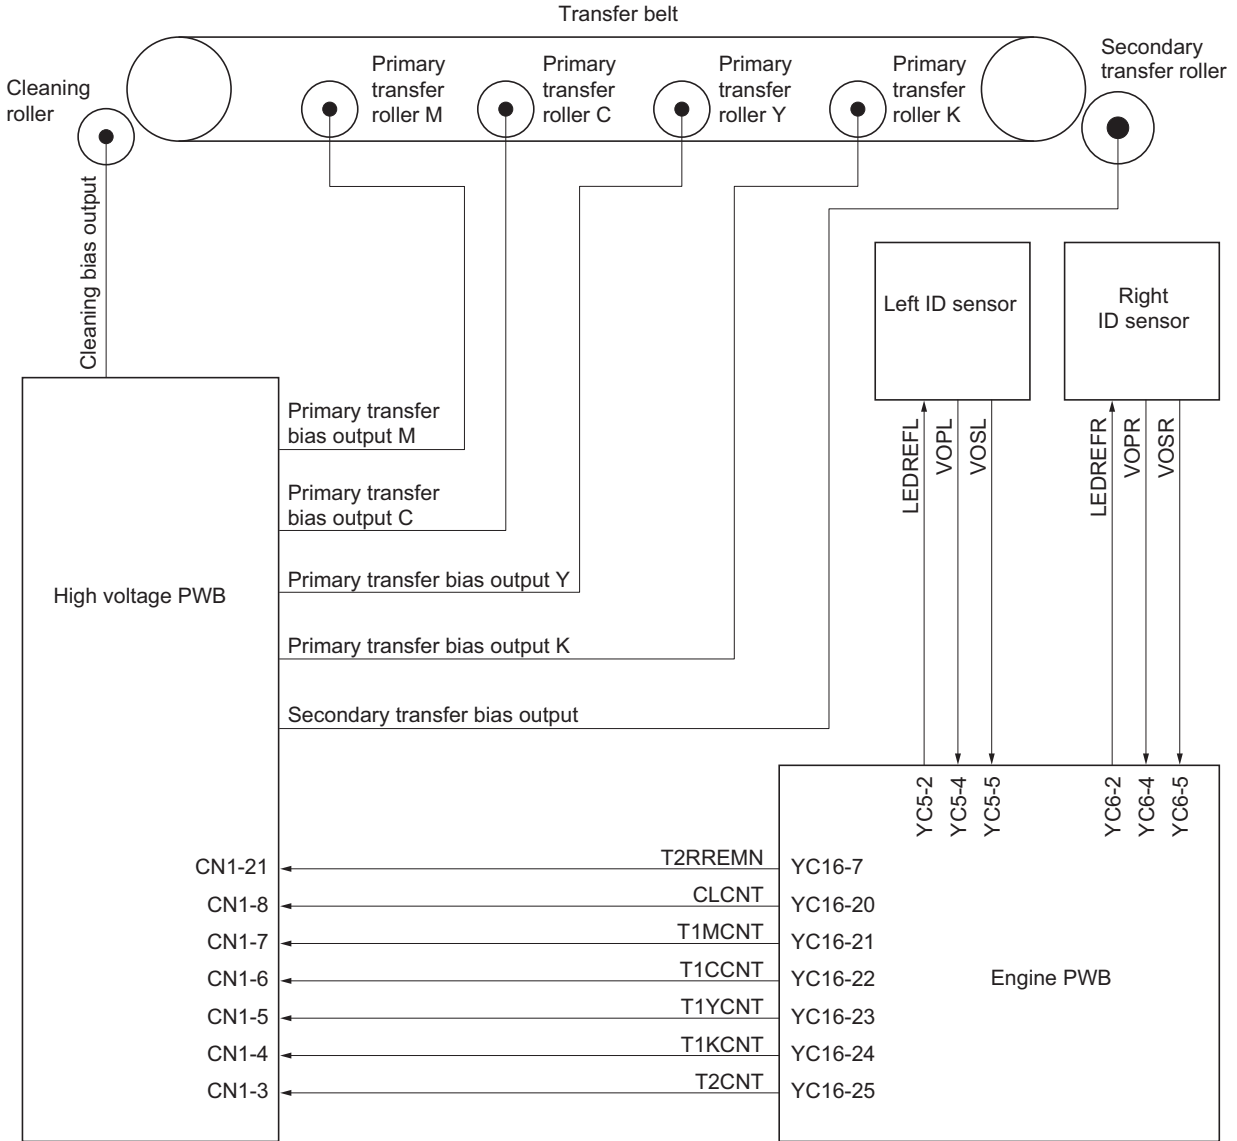 Transfer belt
Cleaning
roller
Primary
transfer
roller M
Primary
transfer
roller C
Primary
transfer
roller Y
Primary
transfer
roller K
Secondary
transfer roller
Cleaning bias output
Left ID sensor
Right
ID sensor
Primary transfer
bias output M
Primary transfer
bias output C
Primary transfer bias output Y
Primary transfer bias output K
Secondary transfer bias output
High voltage PWB
LEDREFL
VOPL
VOSL
LEDREFR
VOPR
VOSR
YC5-2
YC5-4
YC5-5
YC6-2
YC6-4
YC6-5
CN1-21 T2RREMN YC16-7
CN1-8 CLCNT YC16-20
CN1-7 T1MCNT YC16-21
CN1-6 T1CCNT YC16-22
CN1-5 T1YCNT YC16-23
CN1-4 T1KCNT YC16-24
CN1-3 T2CNT YC16-25
Engine PWB